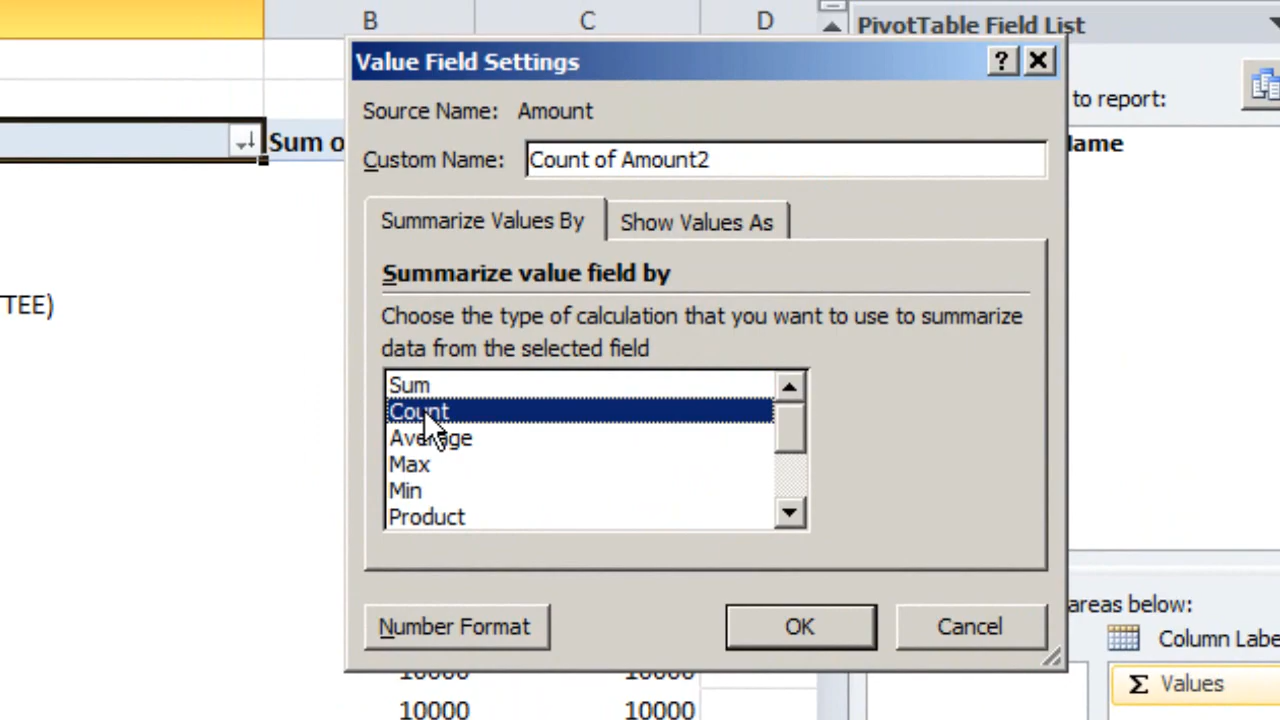 B C D
PivotTable Field List
Value Field Settings
?
to report:
Source Name: Amount
Sum o
Custom Name: Count of Amount2
Summarize Values By
Show Values As
Summarize value field by
TTEE)
Choose the type of calculation that you want to use to summarize
data from the selected field
Sum
Count
Average
Max
Min
Product
Number Format
OK
Cancel
areas below:
Column Labe
Σ Values
10000 10000
10000 10000